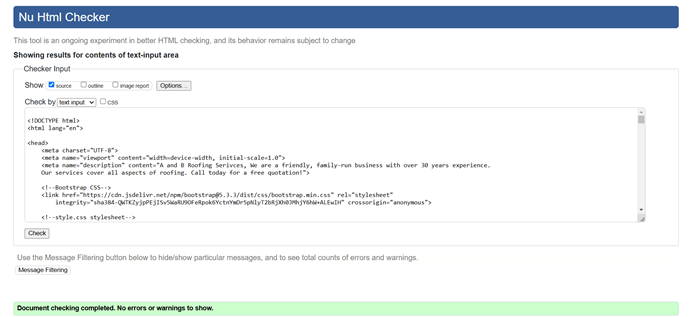 Nu Html Checker
This tool is an ongoing experiment in better HTML checking, and its behavior remains subject to change
Showing results for contents of text-input area
Checker Input
Show source outline image report Options...
Check by text input css
<!DOCTYPE html>
<html lang="en">
<head>
<meta charset="UTF-8">
<meta name="viewport" content="width=device-width, initial-scale=1.0">
<meta name="description" content="A and B Roofing Serivces, We are a friendly, family-run business with over 30 years experience.
Our services cover all aspects of roofing. Call today for a free quotation!">
<!--Bootstrap CSS-->
<link href="https://cdn.jsdelivr.net/npm/bootstrap@5.3.3/dist/css/bootstrap.min.css" rel="stylesheet"
crossorigin="anonymous">
<!--style.css stylesheet-->
Check
Use the Message Filtering button below to hide/show particular messages, and to see total counts of errors and warnings.
Message Filtering
Document checking completed. No errors or warnings to show.